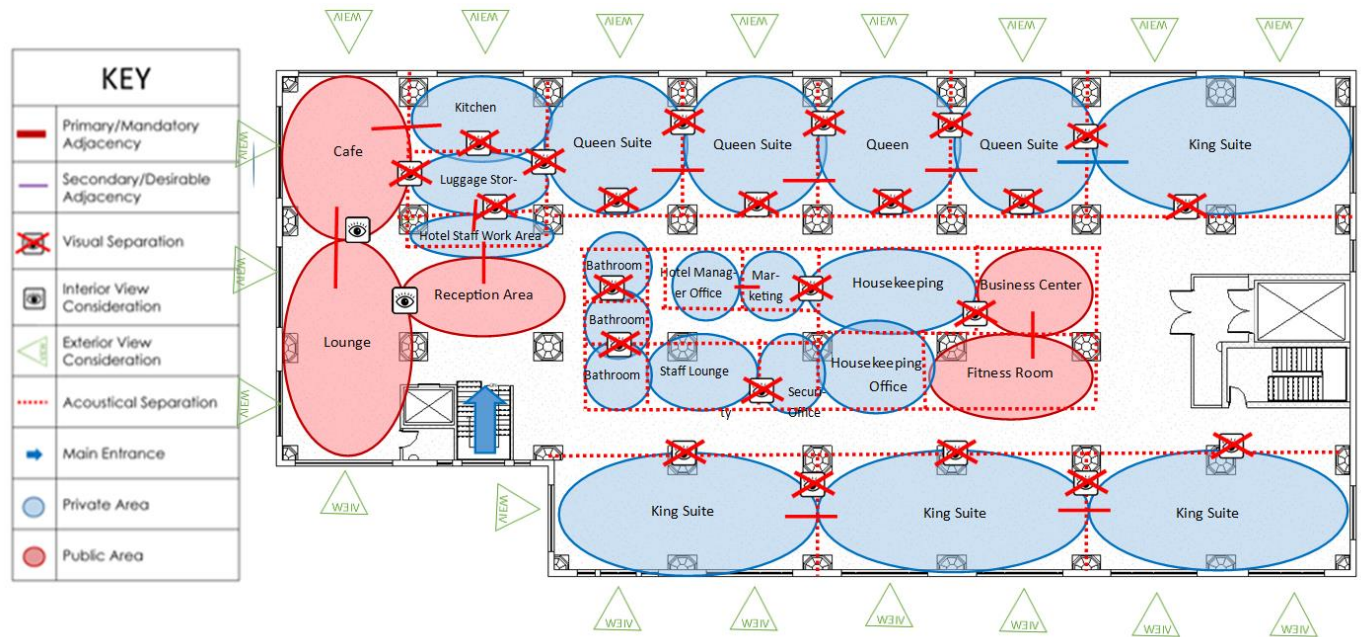 VIEW VIEW VIEW VIEW VIEW VIEW
KEY
Primary/Mandatory
Adjacency
Secondary/Desirable
Adjacency
Visual Separation
Interior View
Consideration
VIEW
Exterior View
Consideration
Acoustical Separation
Main Entrance
Private Area
Public Area
VIEW
VIEW
VIEW
Cafe
Kitchen
Luggage Stor-
Hotel Staff Work Area
Queen Suite
Queen Suite
Queen
Queen Suite
King Suite
Lounge
Reception Area
Bathroom
Bathroom
Bathroom
Hotel Manag-
er Office
Mar-
keting
Housekeeping
Business Center
Staff Lounge
Securi-
ty
Office
Housekeeping
Office
Fitness Room
VIEW
VIEW
King Suite
King Suite
King Suite
VIEW VIEW VIEW VIEW VIEW VIEW